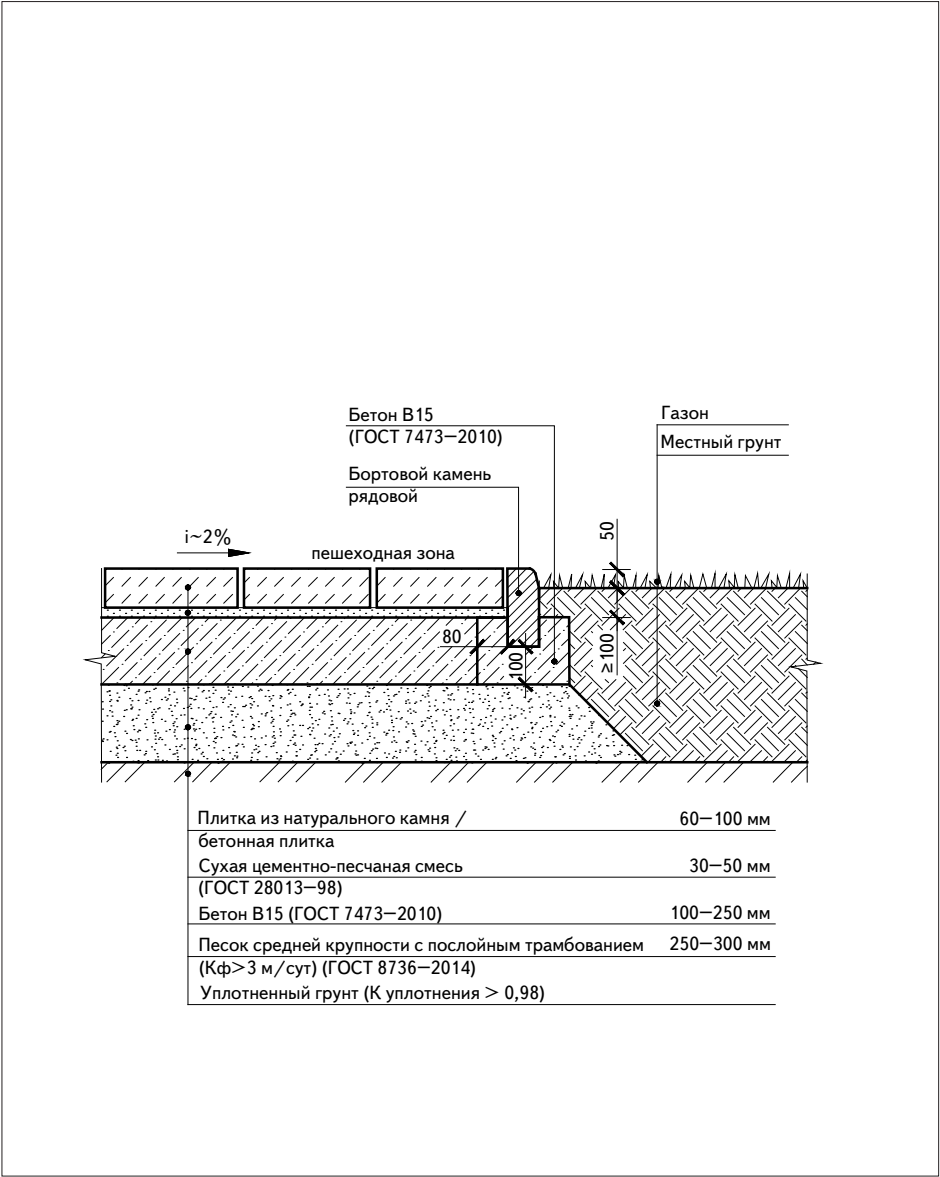 Бетон В15
(ГОСТ 7473—2010)
Газон
Местный грунт
Бортовой камень
рядовой
i~2%
пешеходная зона
50
80
100
≥100
Плитка из натурального камня / 60—100 мм
бетонная плитка
Сухая цементно-песчаная смесь 30—50 мм
(ГОСТ 28013—98)
Бетон В15 (ГОСТ 7473—2010) 100—250 мм
Песок средней крупности с послойным трамбованием 250—300 мм
(Кф>3 м/сут) (ГОСТ 8736—2014)
Уплотненный грунт (К уплотнения > 0,98)